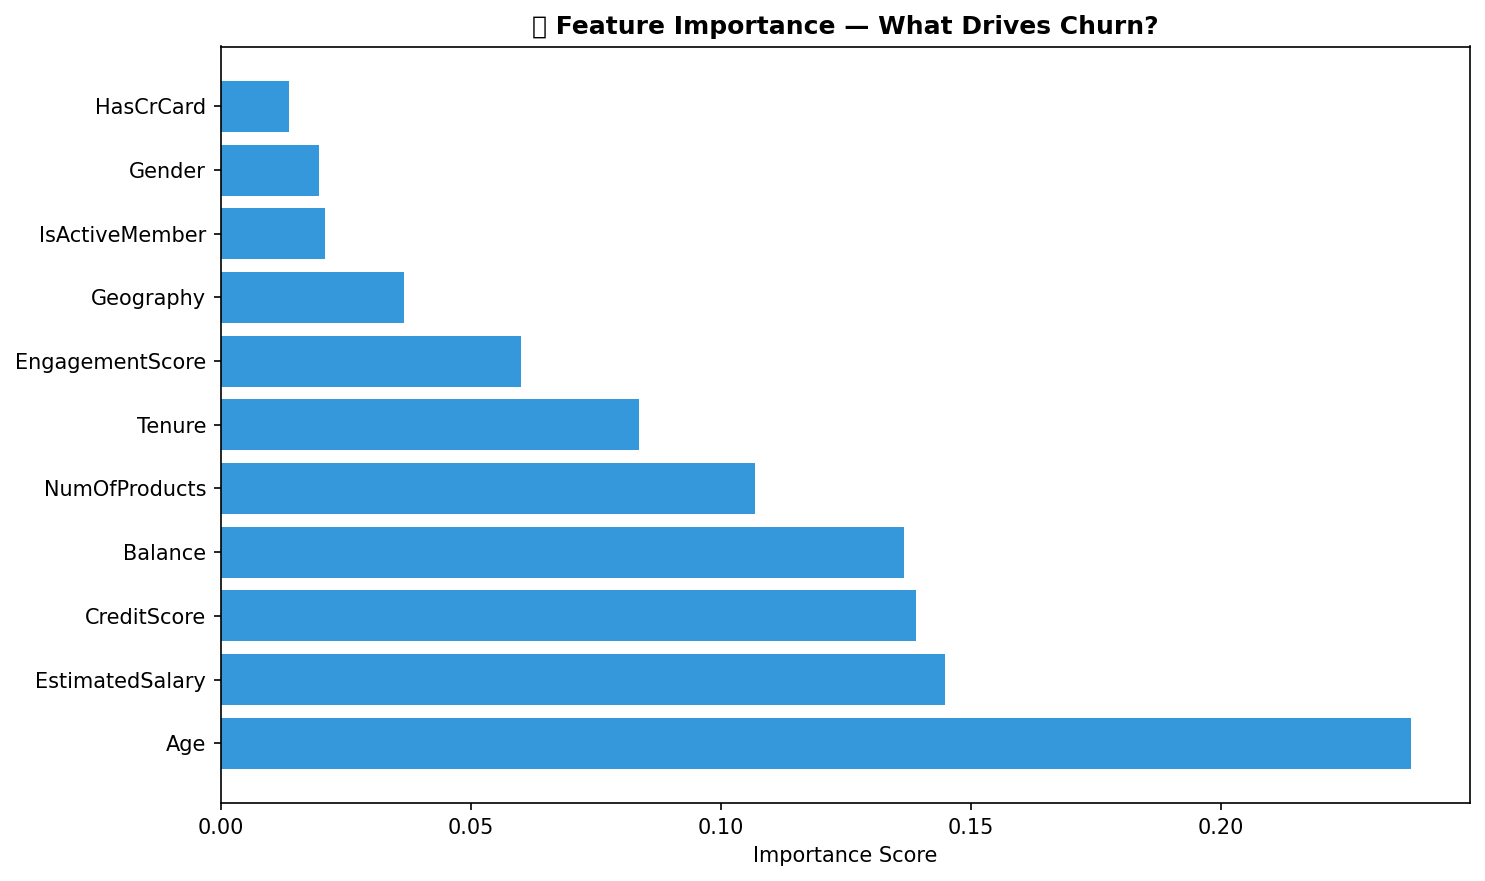 ▯ Feature Importance — What Drives Churn?
HasCrCard
Gender
IsActiveMember
Geography
EngagementScore
Tenure
NumOfProducts
Balance
CreditScore
EstimatedSalary
Age
0.00 0.05 0.10 0.15 0.20
Importance Score